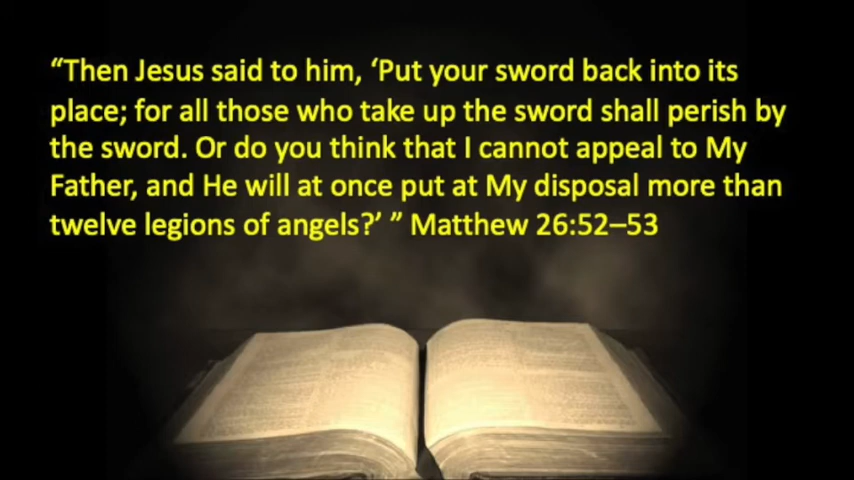 “Then Jesus said to him, ‘Put your sword back into its
place; for all those who take up the sword shall perish by
the sword. Or do you think that I cannot appeal to My
Father, and He will at once put at My disposal more than
twelve legions of angels?’ ” Matthew 26:52–53